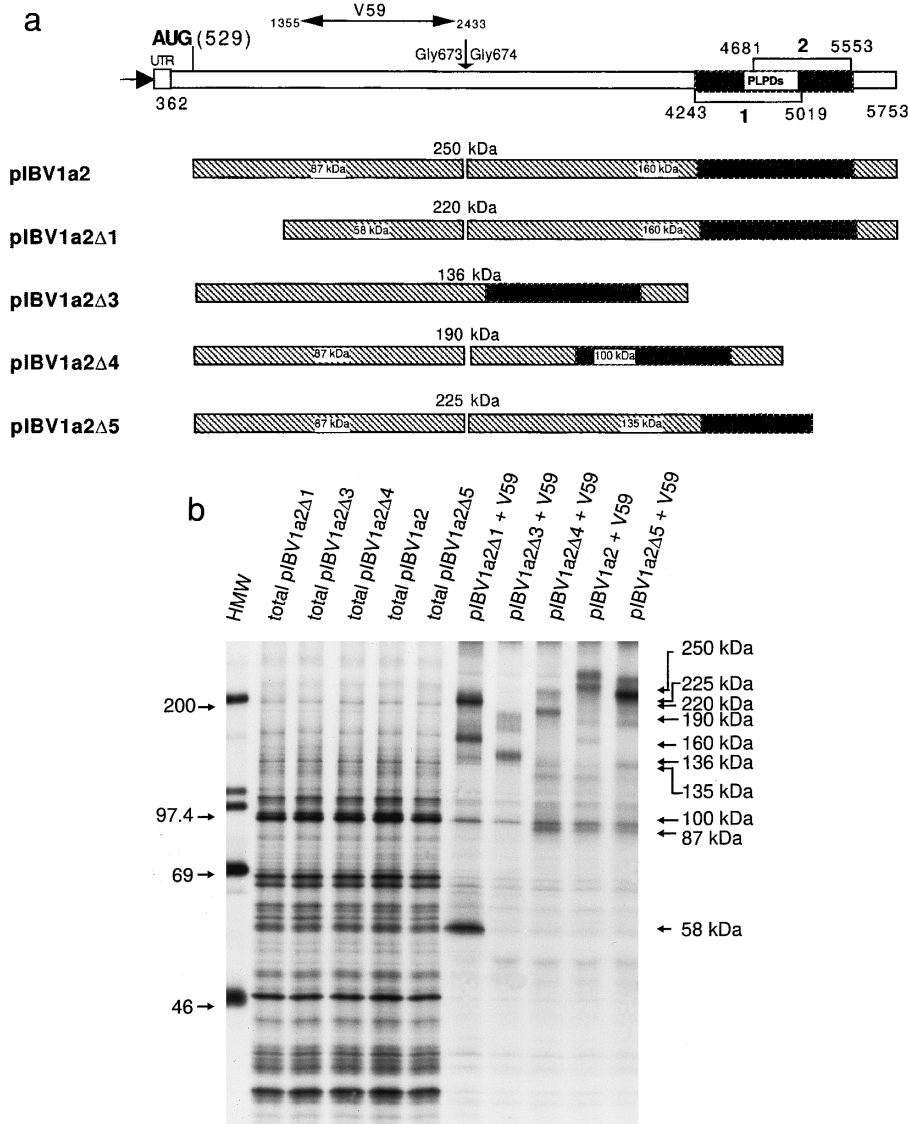 a
V59
1355 2433
AUG (529)
UTR
Gly673 Gly674
4681 2 5553
PLPDs
362
4243 1 5019 5753
250 kDa
pIBV1a2
87 kDa 160 kDa
220 kDa
pIBV1a2Δ1
58 kDa 160 kDa
136 kDa
pIBV1a2Δ3
190 kDa
pIBV1a2Δ4
87 kDa 100 kDa
225 kDa
pIBV1a2Δ5
87 kDa 135 kDa
b
HMW
total pIBV1a2Δ1
total pIBV1a2Δ3
total pIBV1a2Δ4
total pIBV1a2
total pIBV1a2Δ5
pIBV1a2Δ1 + V59
pIBV1a2Δ3 + V59
pIBV1a2Δ4 + V59
pIBV1a2 + V59
pIBV1a2Δ5 + V59
200
97.4
69
46
250 kDa
225 kDa
220 kDa
190 kDa
160 kDa
136 kDa
135 kDa
100 kDa
87 kDa
58 kDa